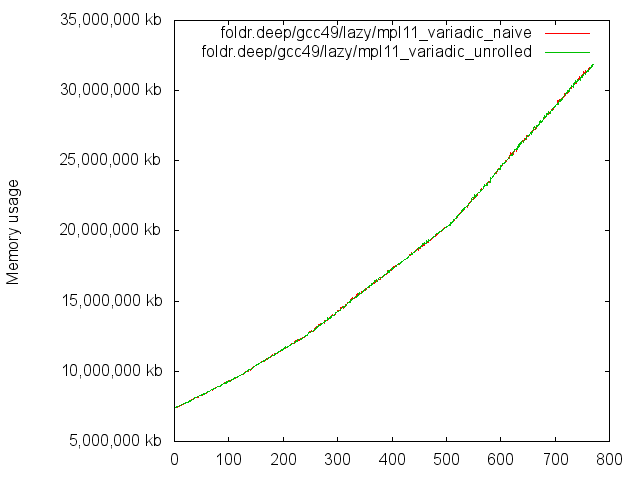 35,000,000 kb
foldr.deep/gcc49/lazy/mpl11_variadic_naive
foldr.deep/gcc49/lazy/mpl11_variadic_unrolled
30,000,000 kb
25,000,000 kb
Memory usage
20,000,000 kb
15,000,000 kb
10,000,000 kb
5,000,000 kb
0 100 200 300 400 500 600 700 800